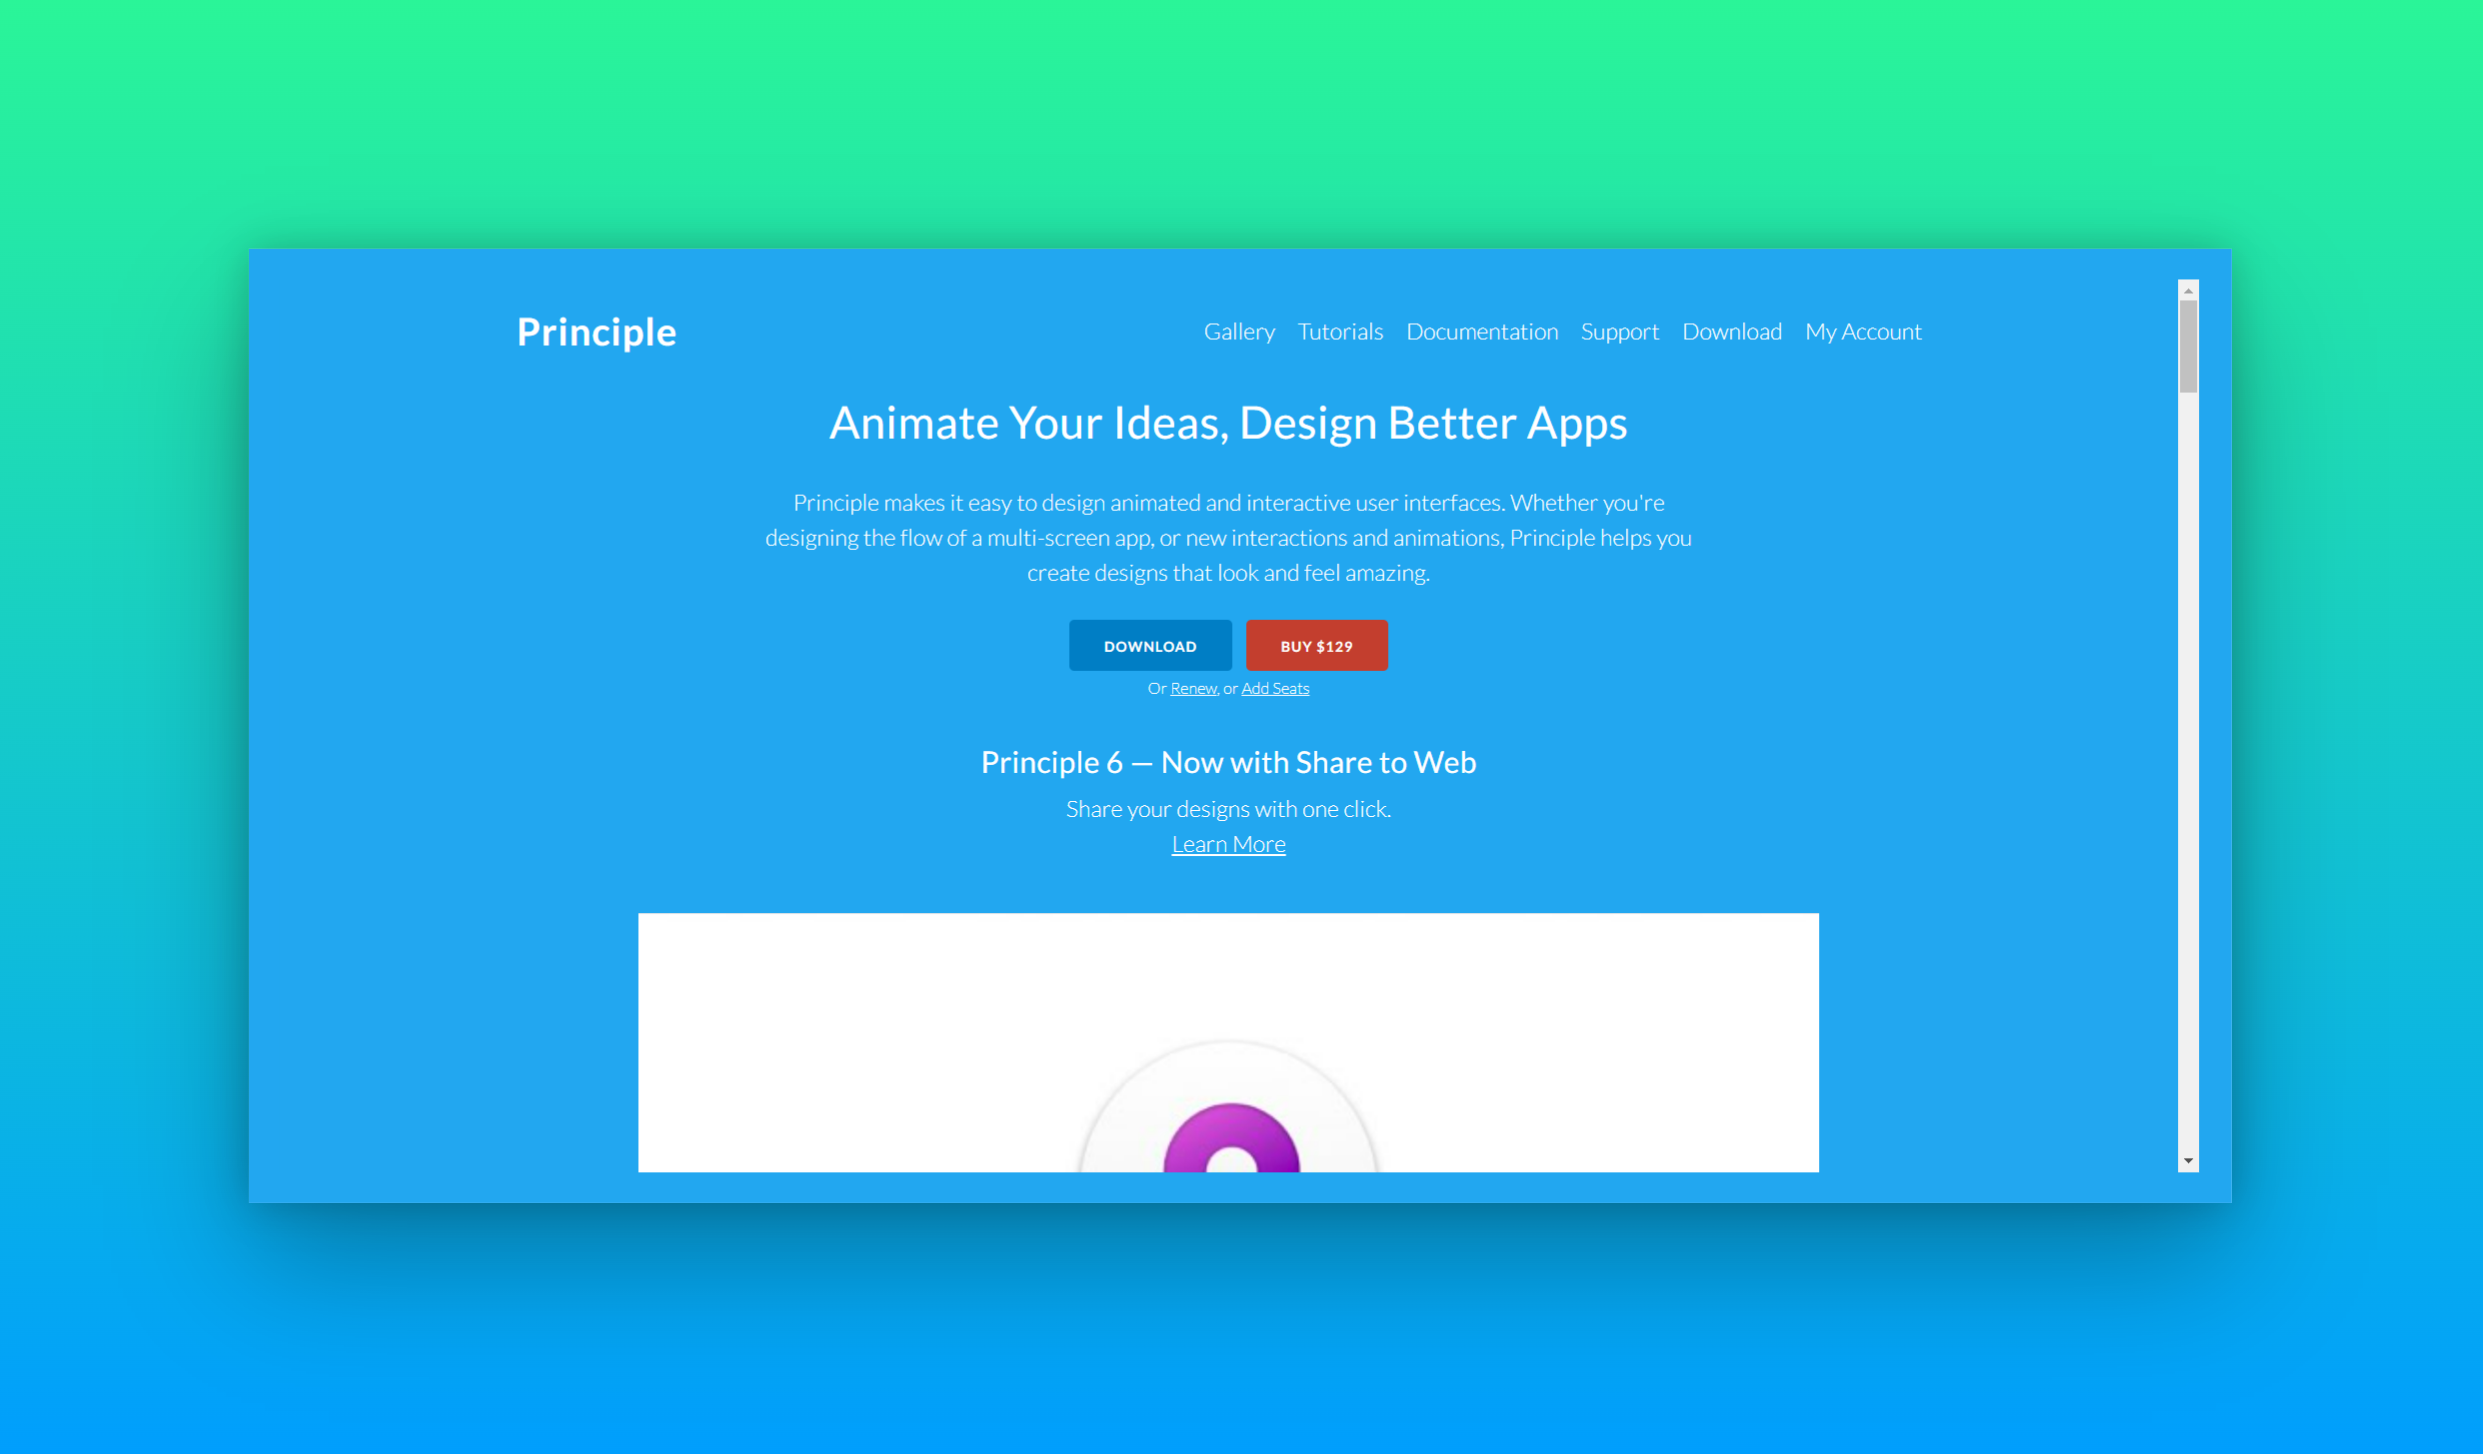 Principle
Gallery Tutorials Documentation Support Download My Account
Animate Your Ideas, Design Better Apps
Principle makes it easy to design animated and interactive user interfaces. Whether you're
designing the flow of a multi-screen app, or new interactions and animations, Principle helps you
create designs that look and feel amazing.
DOWNLOAD BUY $129
Or Renew, or Add Seats
Principle 6 — Now with Share to Web
Share your designs with one click.
Learn More